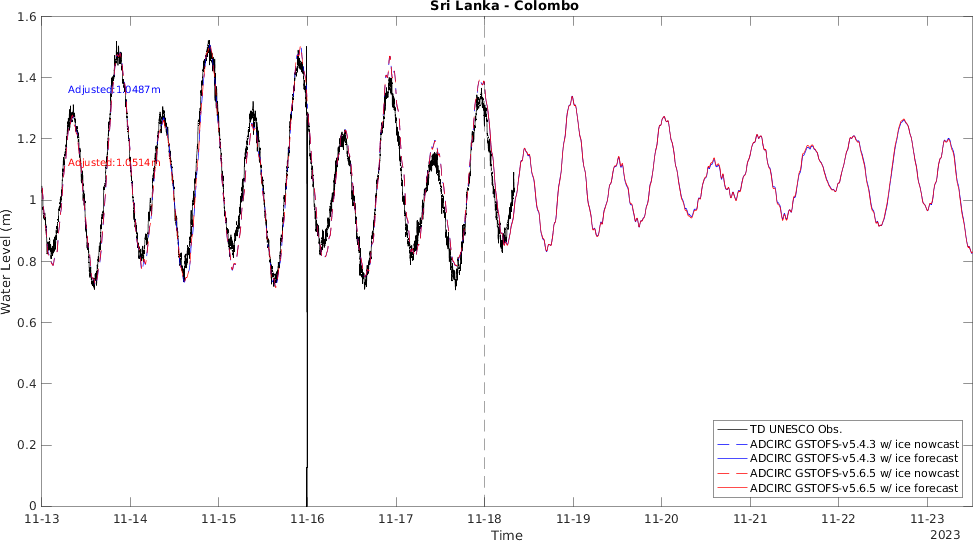 Sri Lanka - Colombo
1.6
1.4
1.2
1
0.8
0.6
0.4
0.2
0
Water Level (m)
Adjusted:1.0487m
Adjusted:1.0514m
TD UNESCO Obs.
ADCIRC GSTOFS-v5.4.3 w/ ice nowcast
ADCIRC GSTOFS-v5.4.3 w/ ice forecast
ADCIRC GSTOFS-v5.6.5 w/ ice nowcast
ADCIRC GSTOFS-v5.6.5 w/ ice forecast
11-13 11-14 11-15 11-16 11-17 11-18 11-19 11-20 11-21 11-22 11-23
Time
2023